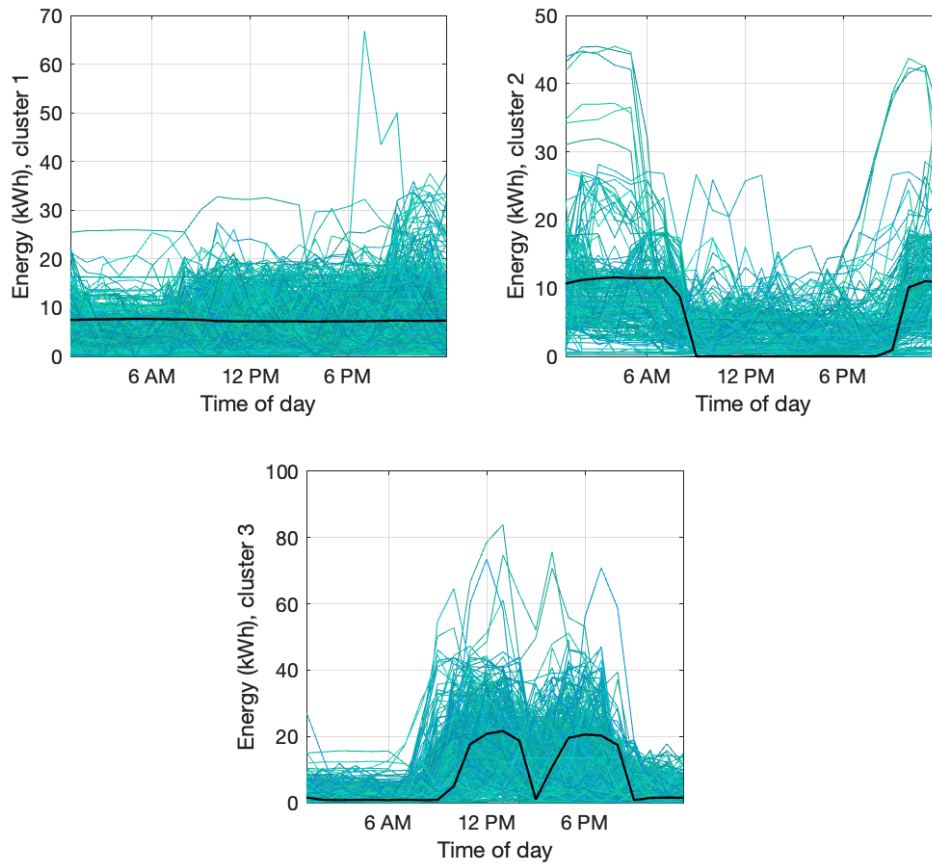 70
60
50
40
30
20
10
0
Energy (kWh), cluster 1
6 AM 12 PM 6 PM
Time of day
50
40
30
20
10
0
Energy (kWh), cluster 2
6 AM 12 PM 6 PM
Time of day
100
80
60
40
20
0
Energy (kWh), cluster 3
6 AM 12 PM 6 PM
Time of day